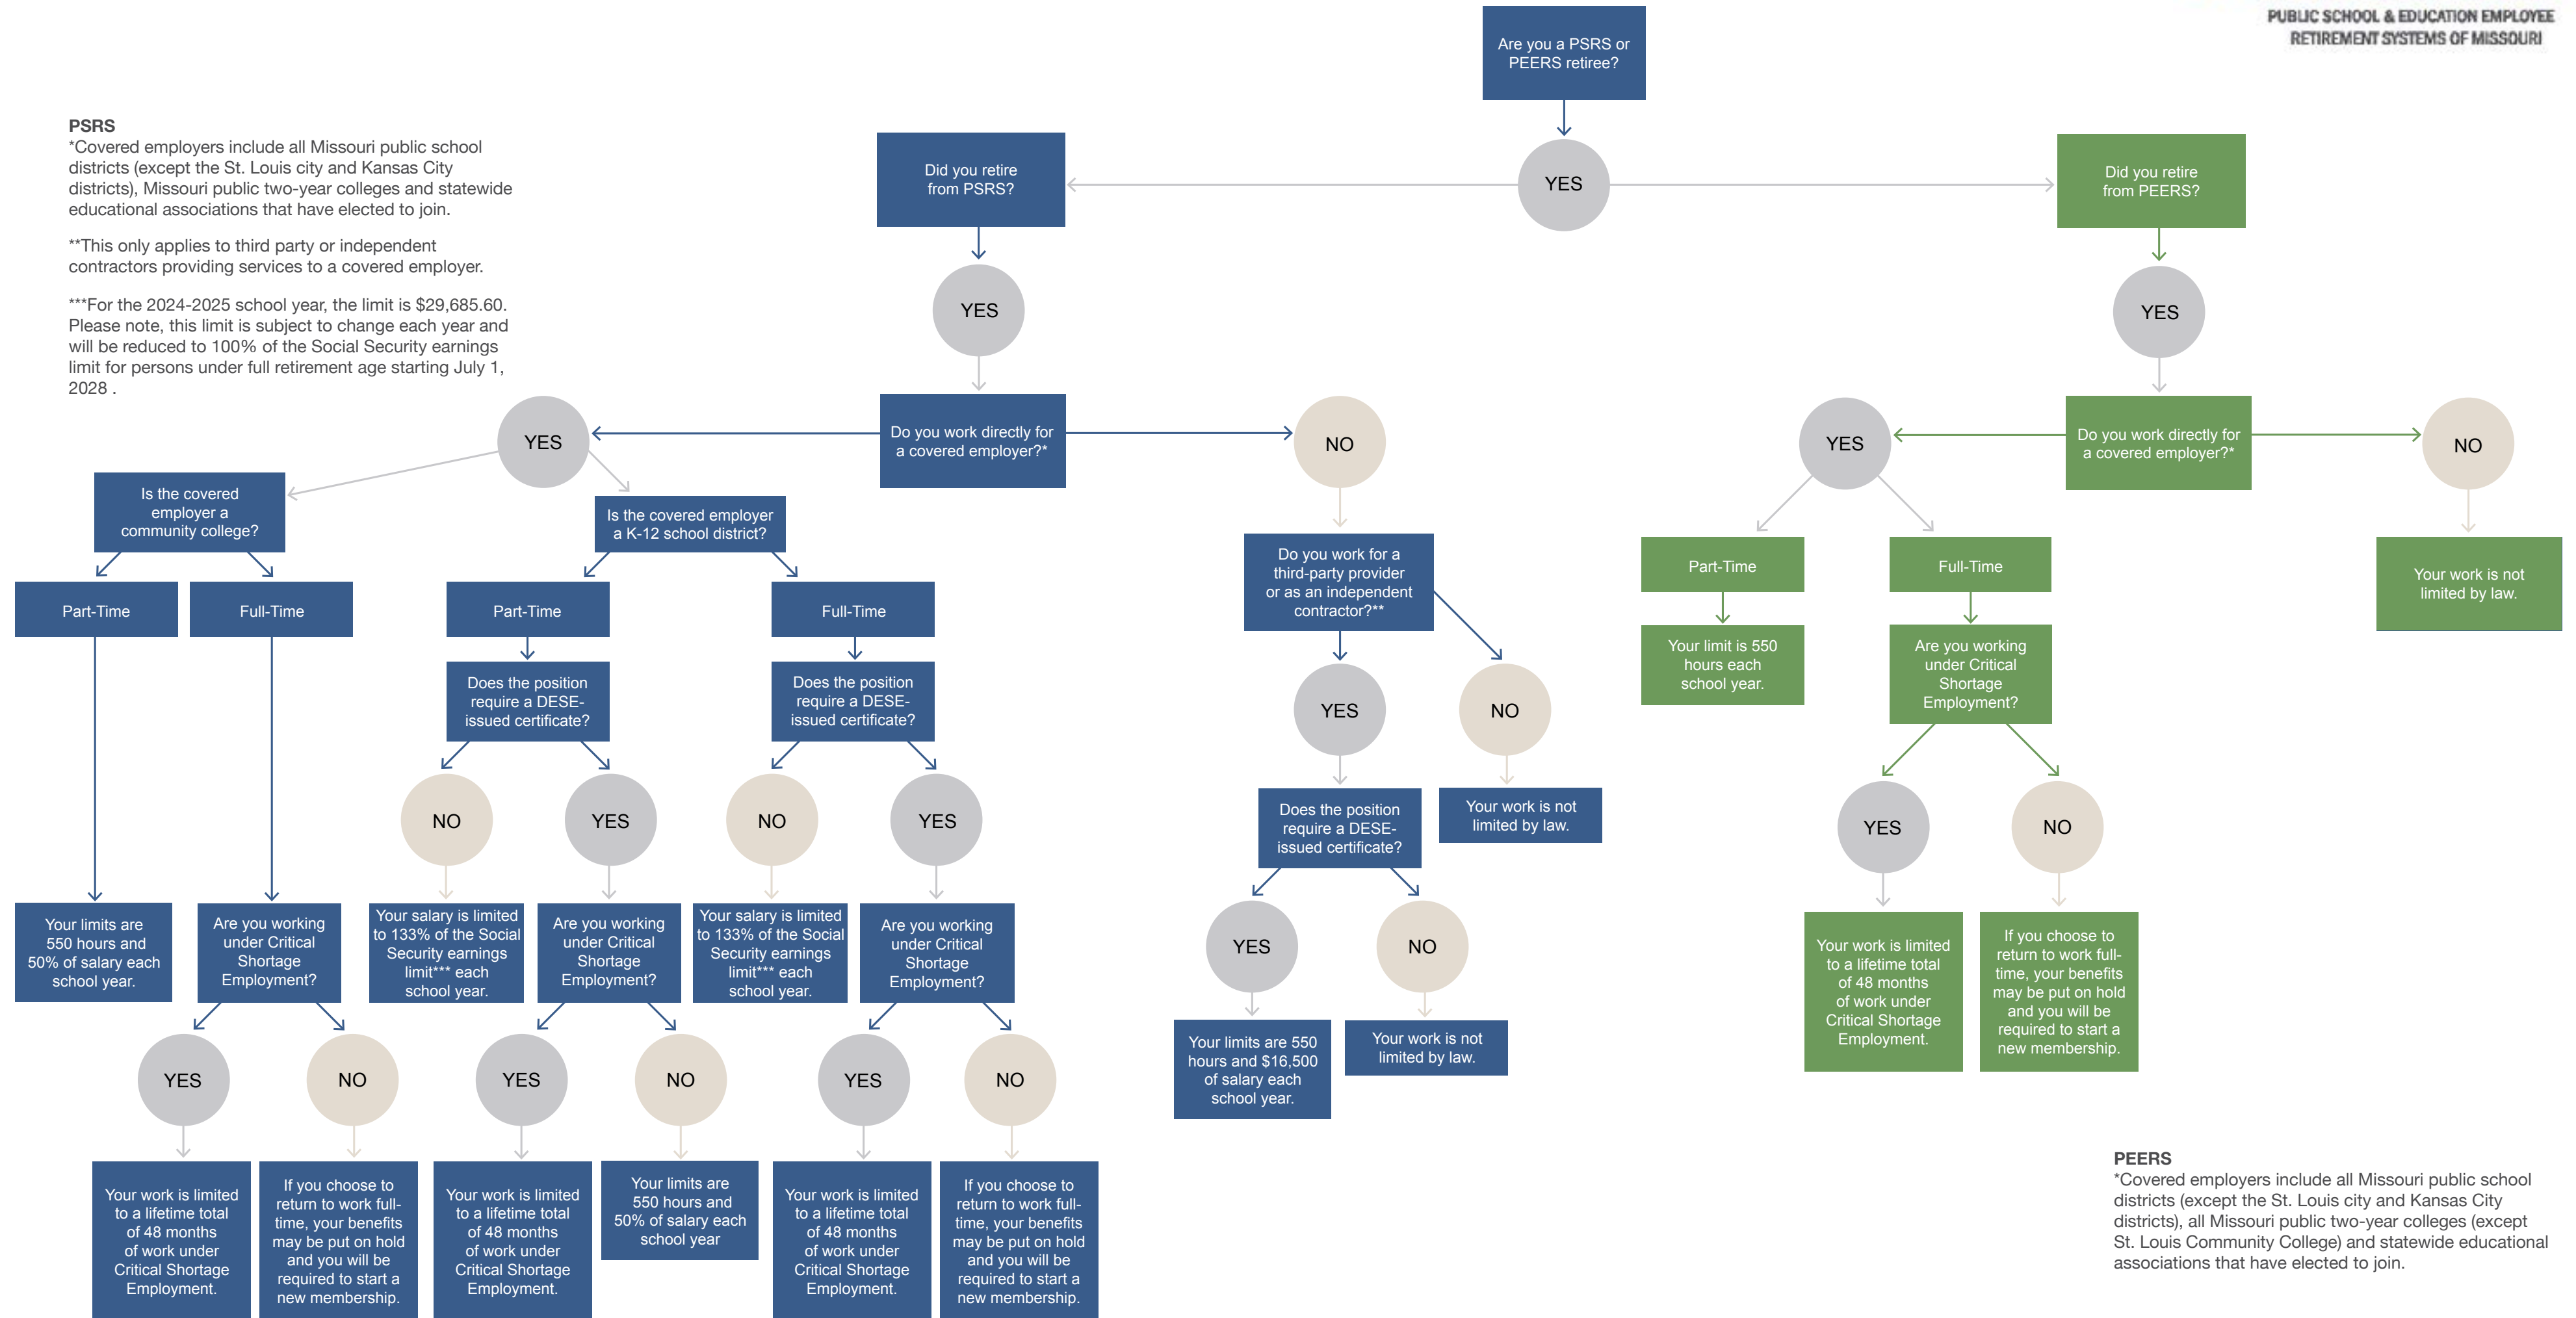 PUBLIC SCHOOL & EDUCATION EMPLOYEE
RETIREMENT SYSTEMS OF MISSOURI
Are you a PSRS or
PEERS retiree?
YES
PSRS
*Covered employers include all Missouri public school
districts (except the St. Louis city and Kansas City
districts), Missouri public two-year colleges and statewide
educational associations that have elected to join.
**This only applies to third party or independent
contractors providing services to a covered employer.
***For the 2024-2025 school year, the limit is $29,685.60.
Please note, this limit is subject to change each year and
will be reduced to 100% of the Social Security earnings
limit for persons under full retirement age starting July 1,
2028 .
Did you retire
from PSRS?
YES
Do you work directly for
a covered employer?*
YES
NO
Is the covered
employer a
community college?
Part-Time
Full-Time
Your limits are
550 hours and
50% of salary each
school year.
Are you working
under Critical
Shortage
Employment?
YES
NO
Your work is limited
to a lifetime total
of 48 months
of work under
Critical Shortage
Employment.
If you choose to
return to work full-
time, your benefits
may be put on hold
and you will be
required to start a
new membership.
Is the covered employer
a K-12 school district?
Part-Time
Full-Time
Does the position
require a DESE-
issued certificate?
NO
YES
Your salary is limited
to 133% of the Social
Security earnings
limit*** each
school year.
Are you working
under Critical
Shortage
Employment?
YES
NO
Your work is limited
to a lifetime total
of 48 months
of work under
Critical Shortage
Employment.
Your limits are
550 hours and
50% of salary each
school year
Does the position
require a DESE-
issued certificate?
NO
YES
Your salary is limited
to 133% of the Social
Security earnings
limit*** each
school year.
Are you working
under Critical
Shortage
Employment?
YES
NO
Your work is limited
to a lifetime total
of 48 months
of work under
Critical Shortage
Employment.
If you choose to
return to work full-
time, your benefits
may be put on hold
and you will be
required to start a
new membership.
Do you work for a
third-party provider
or as an independent
contractor?**
YES
NO
Your work is not
limited by law.
Does the position
require a DESE-
issued certificate?
YES
NO
Your limits are 550
hours and $16,500
of salary each
school year.
Your work is not
limited by law.
Did you retire
from PEERS?
YES
Do you work directly for
a covered employer?*
YES
NO
Your work is not
limited by law.
Part-Time
Full-Time
Your limit is 550
hours each
school year.
Are you working
under Critical
Shortage
Employment?
YES
NO
Your work is limited
to a lifetime total
of 48 months
of work under
Critical Shortage
Employment.
If you choose to
return to work full-
time, your benefits
may be put on hold
and you will be
required to start a
new membership.
PEERS
*Covered employers include all Missouri public school
districts (except the St. Louis city and Kansas City
districts), all Missouri public two-year colleges (except
St. Louis Community College) and statewide educational
associations that have elected to join.